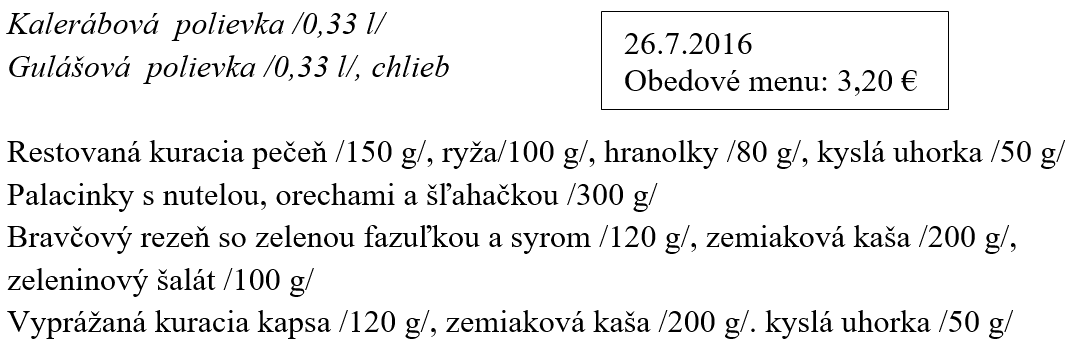 Kalerábová polievka /0,33 l/
Gulášová polievka /0,33 l/, chlieb
26.7.2016
Obedové menu: 3,20 €
Restovaná kuracia pečeň /150 g/, ryža/100 g/, hranolky /80 g/, kyslá uhorka /50 g/
Palacinky s nutelou, orechami a šľahačkou /300 g/
Bravčový rezeň so zelenou fazuľkou a syrom /120 g/, zemiaková kaša /200 g/,
zeleninový šalát /100 g/
Vyprážaná kuracia kapsa /120 g/, zemiaková kaša /200 g/. kyslá uhorka /50 g/